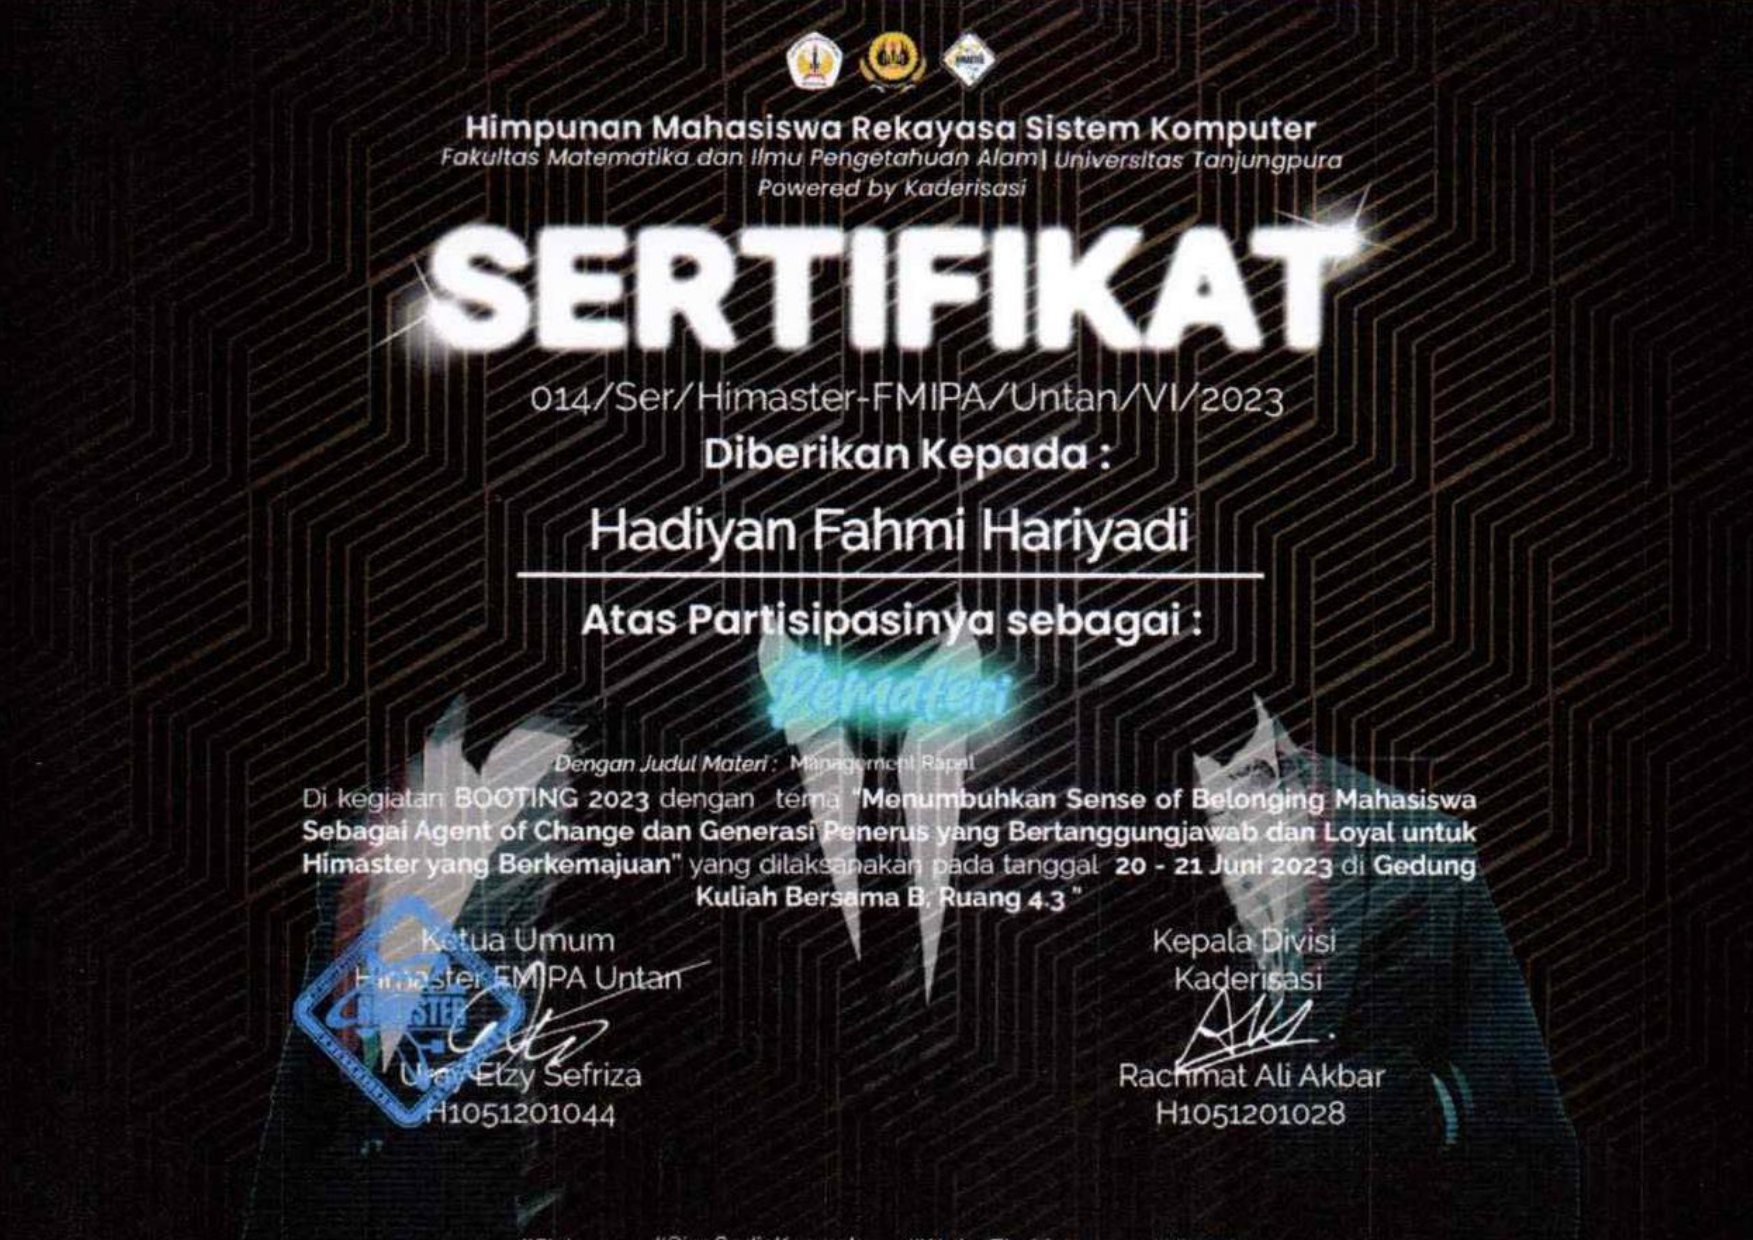 Himpunan Mahasiswa Rekayasa Sistem Komputer
Fakultas Matematika dan Ilmu Pengetahuan Alam| Universitas Tanjungpura
Powered by Kaderisasi
SERTIFIKAT
014/Ser/Himaster-FMIPA/Untan/VI/2023
Diberikan Kepada :
Hadiyan Fahmi Hariyadi
Atas Partisipasinya sebagai :
Pemateri
Dengan Judul Materi : Management Rapat
Di kegiatan BOOTING 2023 dengan tema "Menumbuhkan Sense of Belonging Mahasiswa
Sebagai Agent of Change dan Generasi Penerus yang Bertanggungjawab dan Loyal untuk
Himaster yang Berkemajuan" yang dilaksanakan pada tanggal 20 - 21 Juni 2023 di Gedung
Kuliah Bersama B, Ruang 4.3 "
Ketua Umum
Himaster FMIPA Untan
HIMASTER
Uray Elzy Sefriza
H1051201044
Kepala Divisi
Kaderisasi
Rachmat Ali Akbar
H1051201028